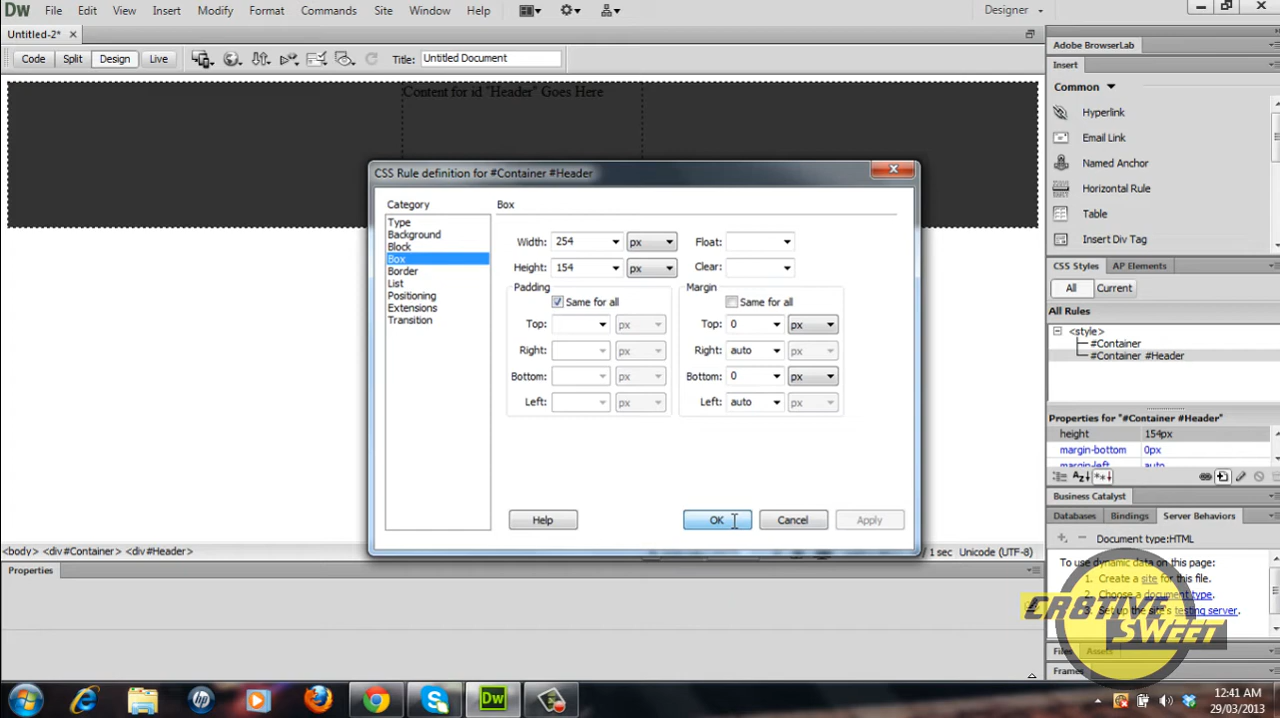 Dw File Edit View Insert Modify Format Commands Site Window Help Designer
Untitled-2*
Code Split Design Live Title: Untitled Document
Content for id "Header" Goes Here
CSS Rule definition for #Container #Header
Category
Type
Background
Block
Box
Border
List
Positioning
Extensions
Transition
Box
Width: 254 px Float:
Height: 154 px Clear:
Padding Margin
Same for all Same for all
Top: px Top: 0 px
Right: px Right: auto px
Bottom: px Bottom: 0 px
Left: px Left: auto px
Help OK Cancel Apply
Adobe BrowserLab
Insert
Common
Hyperlink
Email Link
Named Anchor
Horizontal Rule
Table
Insert Div Tag
CSS Styles AP Elements
All Current
All Rules
<style>
#Container
#Container #Header
Properties for "#Container #Header"
height 154px
margin-bottom 0px
margin-left auto
Business Catalyst
Databases Bindings Server Behaviors
Document type:HTML
To use dynamic data on this page:
1. Create a site for this file.
2. Choose a document type.
3. Set up the site's testing server.
CR8TIVE
SWEET
Files Assets
Frames
<body> <div#Container> <div#Header>
/ 1 sec Unicode (UTF-8)
Properties
hp
Dw
12:41 AM
29/03/2013